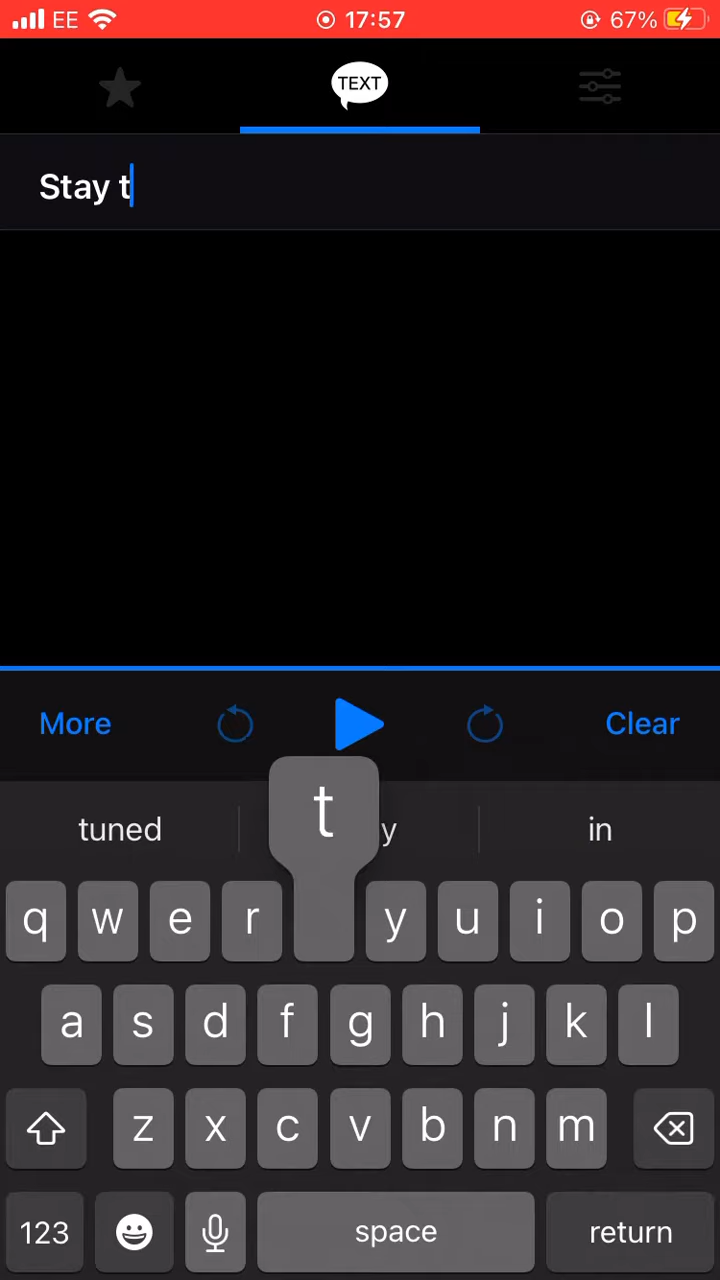 EE 17:57 67%
TEXT
Stay t
More Clear
t
tuned y in
q w e r y u i o p
a s d f g h j k l
z x c v b n m
123 space return